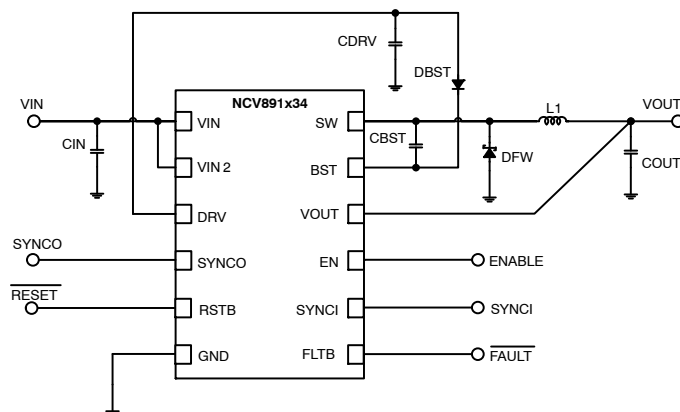 CDRV
DBST
NCV891x34
VIN
VIN
SW
L1
VOUT
CIN
CBST
DFW
COUT
VIN 2
BST
DRV
VOUT
SYNCO
SYNCO
EN
ENABLE
RESET
RSTB
SYNCI
SYNCI
GND
FLTB
FAULT